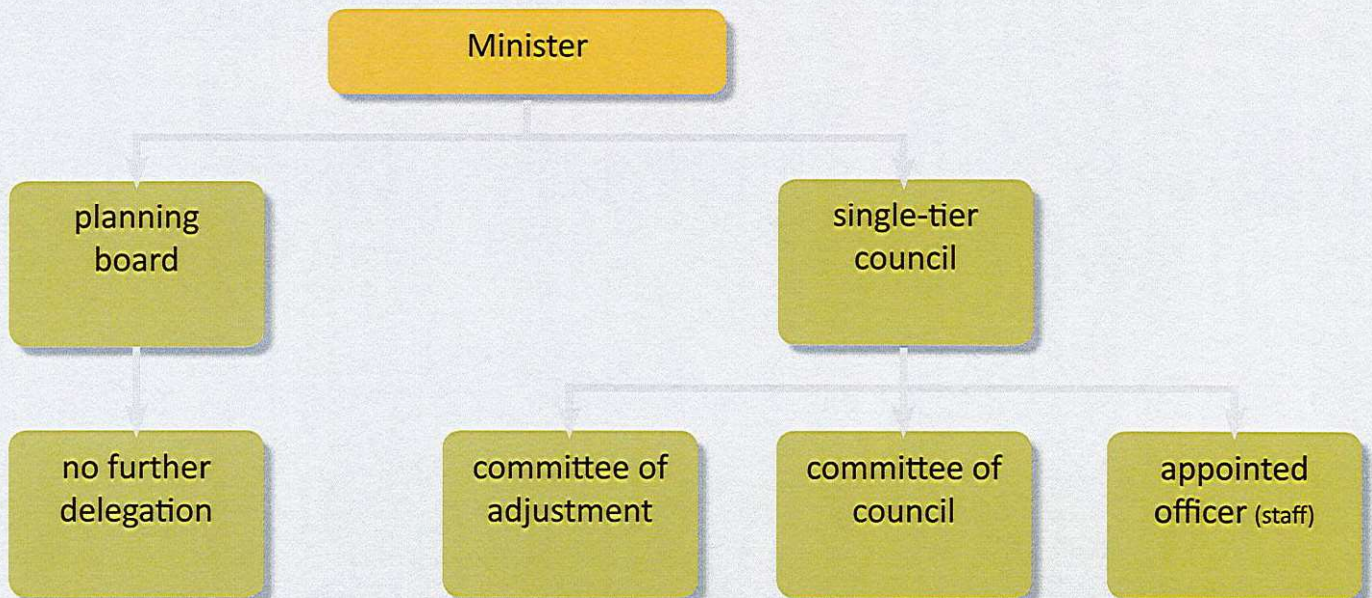 Minister
planning
board
single-tier
council
no further
delegation
committee of
adjustment
committee of
council
appointed
officer (staff)